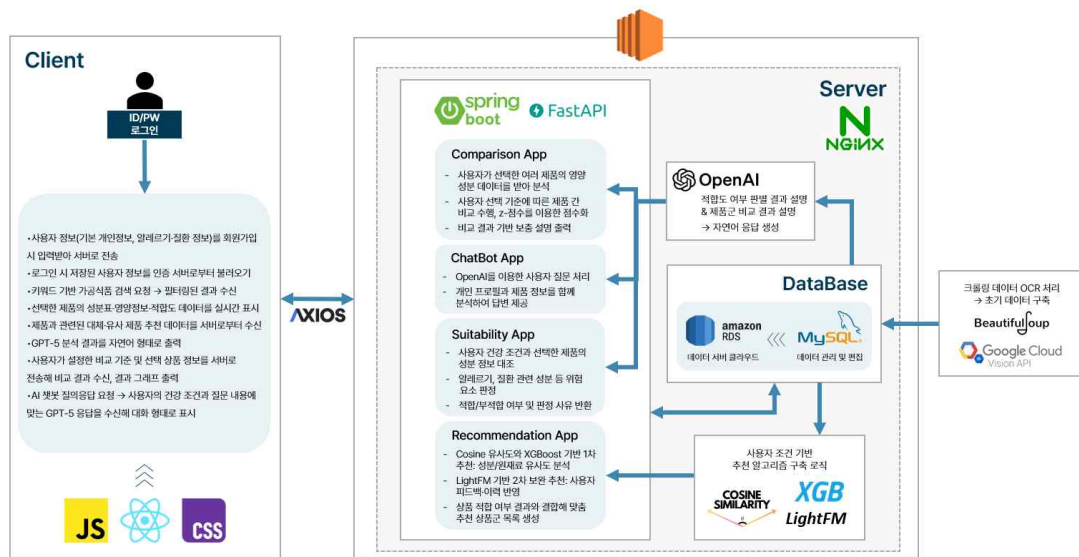 Client
ID/PW
로그인
•사용자 정보(기본 개인정보, 알레르기·질환 정보)를 회원가입
시 입력받아 서버로 전송
•로그인 시 저장된 사용자 정보를 인증 서버로부터 불러오기
•키워드 기반 가공식품 검색 요청 → 필터링된 결과 수신
•선택한 제품의 성분표·영양정보·적합도 데이터를 실시간 표시
•제품과 관련된 대체·유사 제품 추천 데이터를 서버로부터 수신
•GPT-5 분석 결과를 자연어 형태로 출력
•사용자가 설정한 비교 기준 및 선택 상품 정보를 서버로
전송해 비교 결과 수신, 결과 그래프 출력
•AI 챗봇 질의응답 요청 → 사용자의 건강 조건과 질문 내용에
맞는 GPT-5 응답을 수신해 대화 형태로 표시
JS
CSS
AXIOS
Server
NGINX
spring
boot
FastAPI
Comparison App
- 사용자가 선택한 여러 제품의 영양
성분 데이터를 받아 분석
- 사용자 선택 기준에 따른 제품 간
비교 수행, z-점수를 이용한 점수화
- 비교 결과 기반 보충 설명 출력
ChatBot App
- OpenAI를 이용한 사용자 질문 처리
- 개인 프로필과 제품 정보를 함께
분석하여 답변 제공
Suitability App
- 사용자 건강 조건과 선택한 제품의
성분 정보 대조
- 알레르기, 질환 관련 성분 등 위험
요소 판정
- 적합/부적합 여부 및 판정 사유 반환
Recommendation App
- Cosine 유사도와 XGBoost 기반 1차
추천: 성분/원재료 유사도 분석
- LightFM 기반 2차 보완 추천: 사용자
피드백·이력 반영
- 상품 적합 여부 결과와 결합해 맞춤
추천 상품군 목록 생성
OpenAI
적합도 여부 판별 결과 설명
& 제품군 비교 결과 설명
→ 자연어 응답 생성
DataBase
amazon
RDS
데이터 서버 클라우드
MySQL
데이터 관리 및 편집
사용자 조건 기반
추천 알고리즘 구축 로직
COSINE
SIMILARITY
XGB
LightFM
크롤링 데이터 OCR 처리
→ 초기 데이터 구축
BeautifulSoup
Google Cloud
Vision API